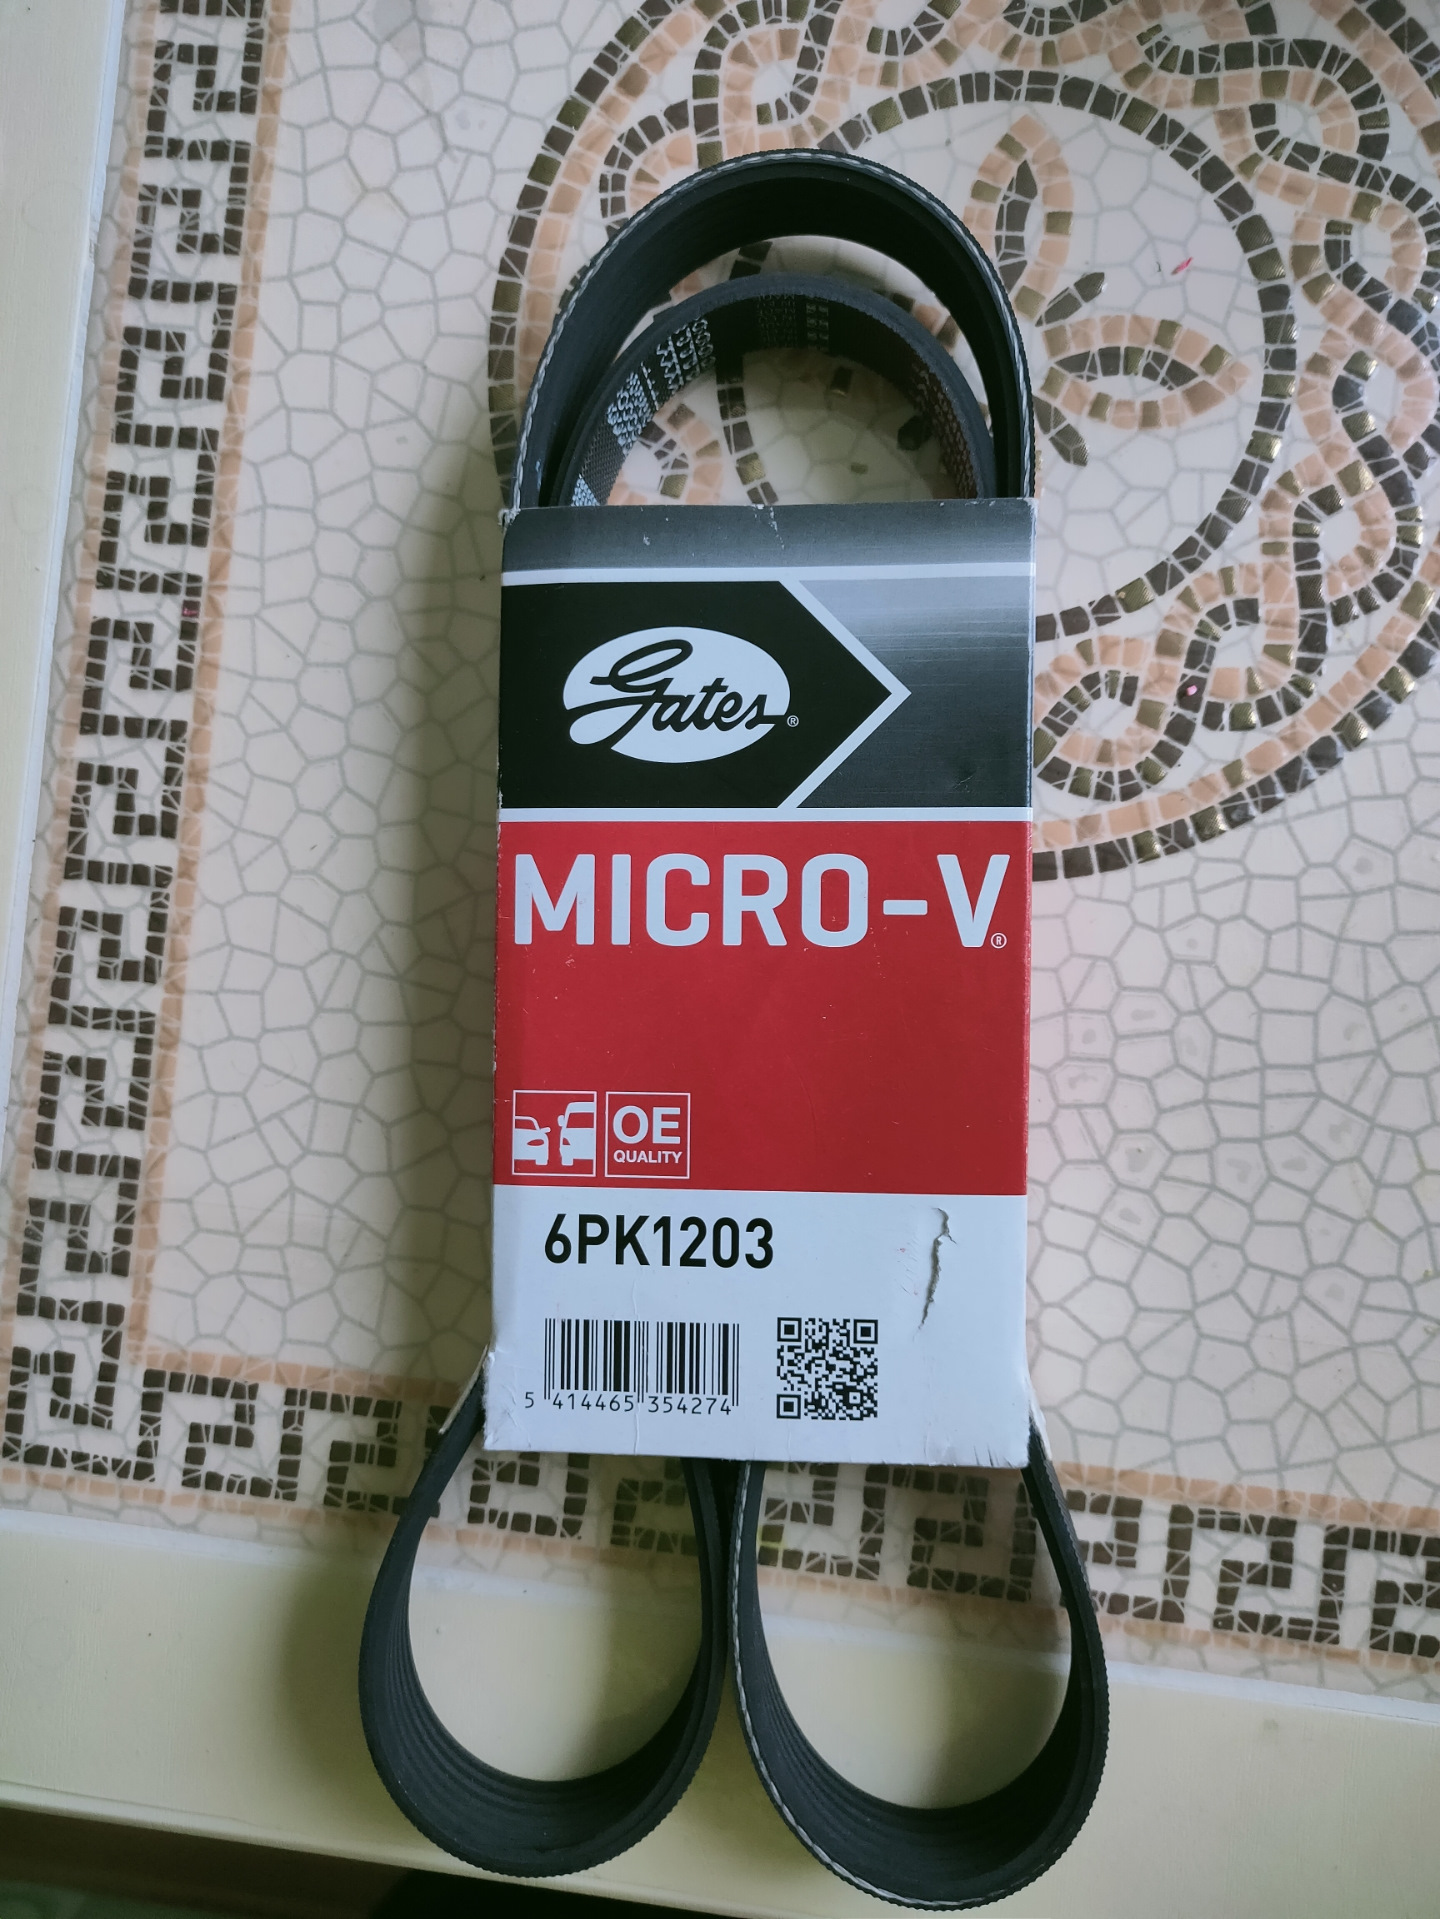 Gates®
MICRO-V®
OE
QUALITY
6PK1203
5 414465 354274